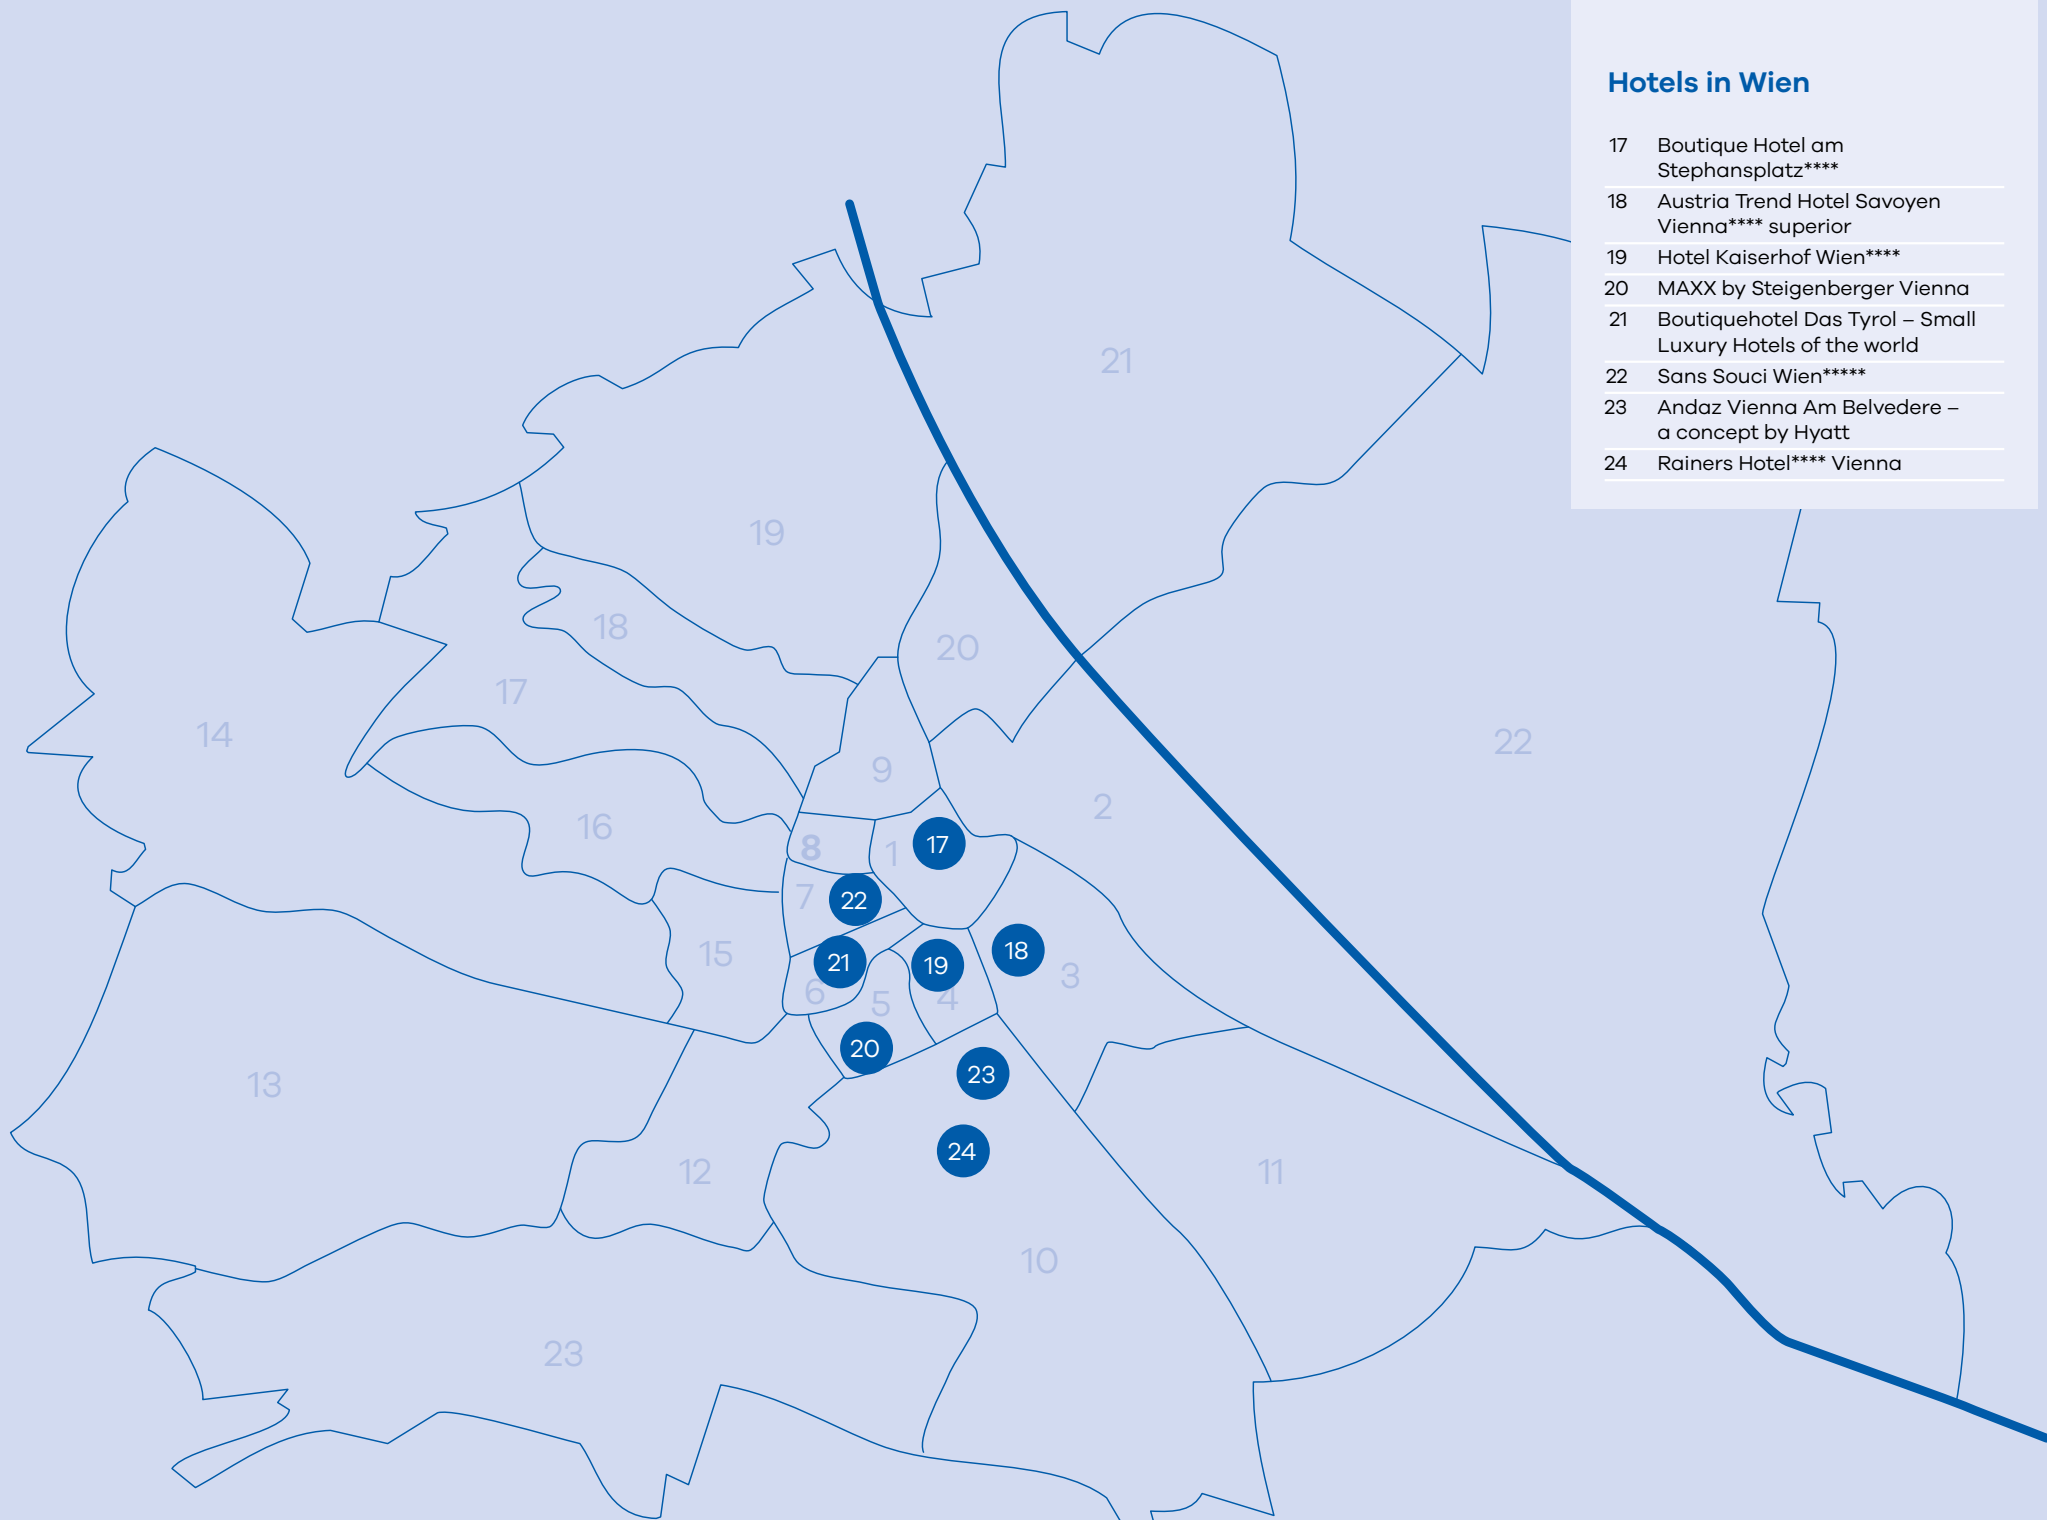 Hotels in Wien
17 Boutique Hotel am
Stephansplatz****
18 Austria Trend Hotel Savoyen
Vienna**** superior
19 Hotel Kaiserhof Wien****
20 MAXX by Steigenberger Vienna
21 Boutiquehotel Das Tyrol – Small
Luxury Hotels of the world
22 Sans Souci Wien*****
23 Andaz Vienna Am Belvedere –
a concept by Hyatt
24 Rainers Hotel**** Vienna
21
19
18
20
17
14
22
9
2
16
8
1
17
7
22
15
21
19
18
3
6
5
4
20
23
13
24
12
11
10
23